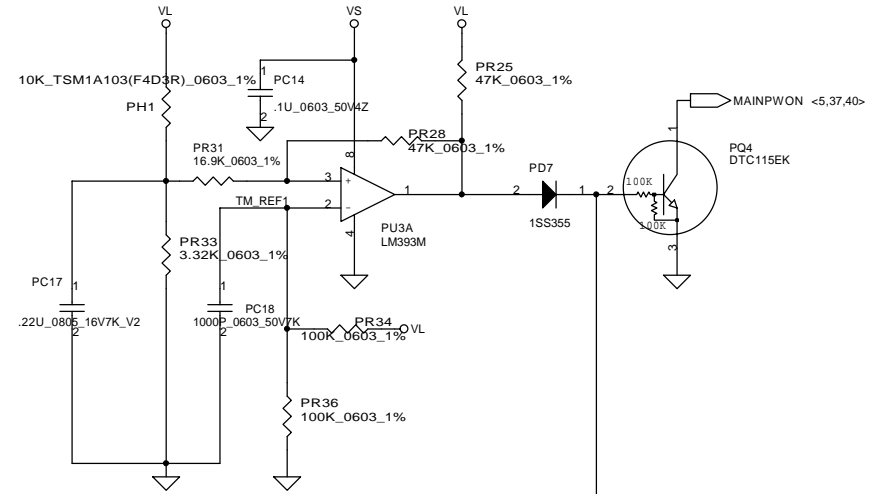 VL
VS
VL
10K_TSM1A103(F4D3R)_0603_1%
PH1
1
PC14
.1U_0603_50V4Z
2
PR25
47K_0603_1%
MAINPWON <5,37,40>
1
PR31
16.9K_0603_1%
PR28
47K_0603_1%
8
PD7
PQ4
DTC115EK
3
+
1
2
1
2
100K
100K
TM_REF1
2
-
4
PU3A
LM393M
1SS355
3
PR33
3.32K_0603_1%
PC17
1
.22U_0805_16V7K_V2
2
1
PC18
1000P_0603_50V7K
2
PR34
100K_0603_1%
VL
PR36
100K_0603_1%